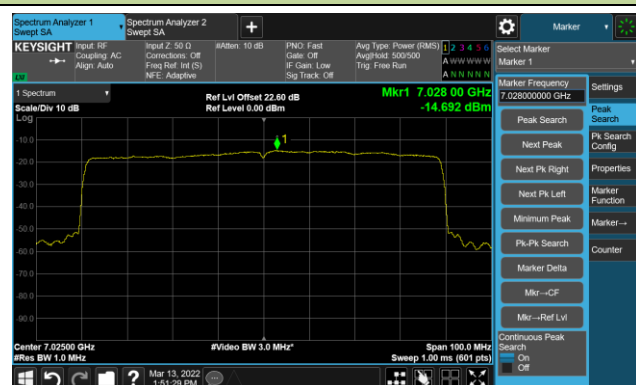 Spectrum Analyzer 1
Swept SA
Spectrum Analyzer 2
Swept SA
+
Marker
KEYSIGHT
Input: RF
Coupling: AC
Align: Auto
Input Z: 50 Ω
Corrections: Off
Freq Ref: Int (S)
NFE: Adaptive
#Atten: 10 dB
PNO: Fast
Gate: Off
IF Gain: Low
Sig Track: Off
Avg Type: Power (RMS)
Avg|Hold: 500/500
Trig: Free Run
1 2 3 4 5 6
A W W W W W
A N N N N N
LXI
Select Marker
Marker 1
1 Spectrum
Scale/Div 10 dB
Log
Ref Lvl Offset 22.60 dB
Ref Level 0.00 dBm
Mkr1 7.028 00 GHz
-14.692 dBm
1
-10.0
-20.0
-30.0
-40.0
-50.0
-60.0
-70.0
-80.0
-90.0
Center 7.02500 GHz
#Res BW 1.0 MHz
#Video BW 3.0 MHz*
Span 100.0 MHz
Sweep 1.00 ms (601 pts)
Marker Frequency
7.028000000 GHz
Peak Search
Next Peak
Next Pk Right
Next Pk Left
Minimum Peak
Pk-Pk Search
Marker Delta
Mkr→CF
Mkr→Ref Lvl
Continuous Peak
Search
On
Off
Settings
Peak
Search
Pk Search
Config
Properties
Marker
Function
Marker→
Counter
?
Mar 13, 2022
1:51:29 PM